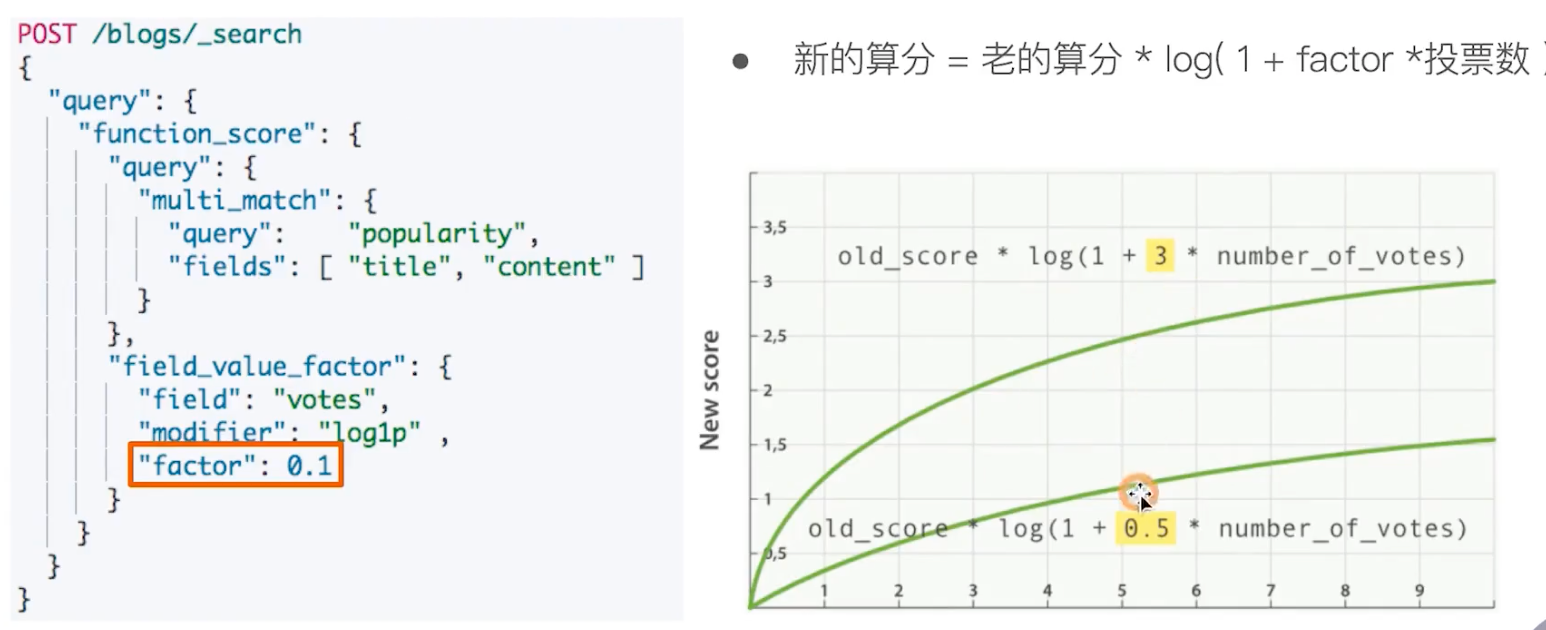 POST /blogs/_search
{
"query": {
"function_score": {
"query": {
"multi_match": {
"query": "popularity",
"fields": [ "title", "content" ]
}
},
"field_value_factor": {
"field": "votes",
"modifier": "log1p" ,
"factor": 0.1
}
}
}
}
● 新的算分 = 老的算分 * log( 1 + factor *投票数 )
New score
3,5
old_score * log(1 + 3 * number_of_votes)
3
2,5
2
1,5
1
old_score * log(1 + 0.5 * number_of_votes)
0,5
1 2 3 4 5 6 7 8 9